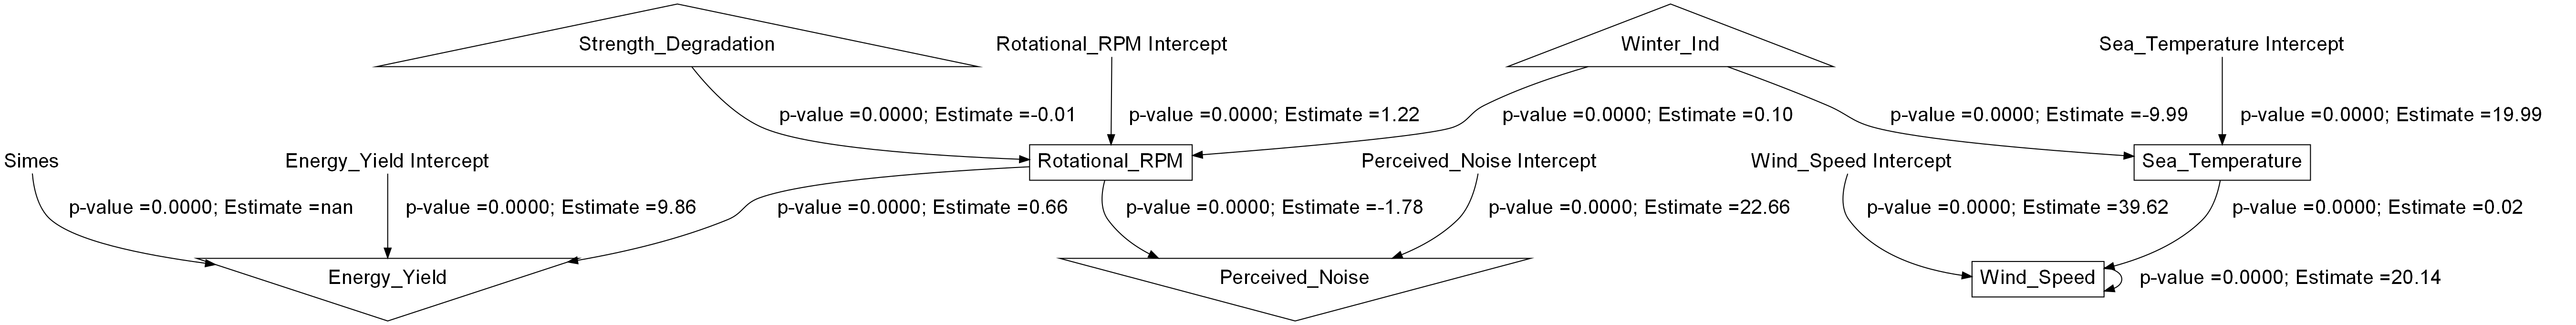 Strength_Degradation
Rotational_RPM Intercept
Winter_Ind
Sea_Temperature Intercept
p-value =0.0000; Estimate =-0.01
p-value =0.0000; Estimate =1.22
p-value =0.0000; Estimate =0.10
p-value =0.0000; Estimate =-9.99
p-value =0.0000; Estimate =19.99
Simes
Energy_Yield Intercept
Rotational_RPM
Perceived_Noise Intercept
Wind_Speed Intercept
Sea_Temperature
p-value =0.0000; Estimate =nan
p-value =0.0000; Estimate =9.86
p-value =0.0000; Estimate =0.66
p-value =0.0000; Estimate =-1.78
p-value =0.0000; Estimate =22.66
p-value =0.0000; Estimate =39.62
p-value =0.0000; Estimate =0.02
Energy_Yield
Perceived_Noise
Wind_Speed
p-value =0.0000; Estimate =20.14